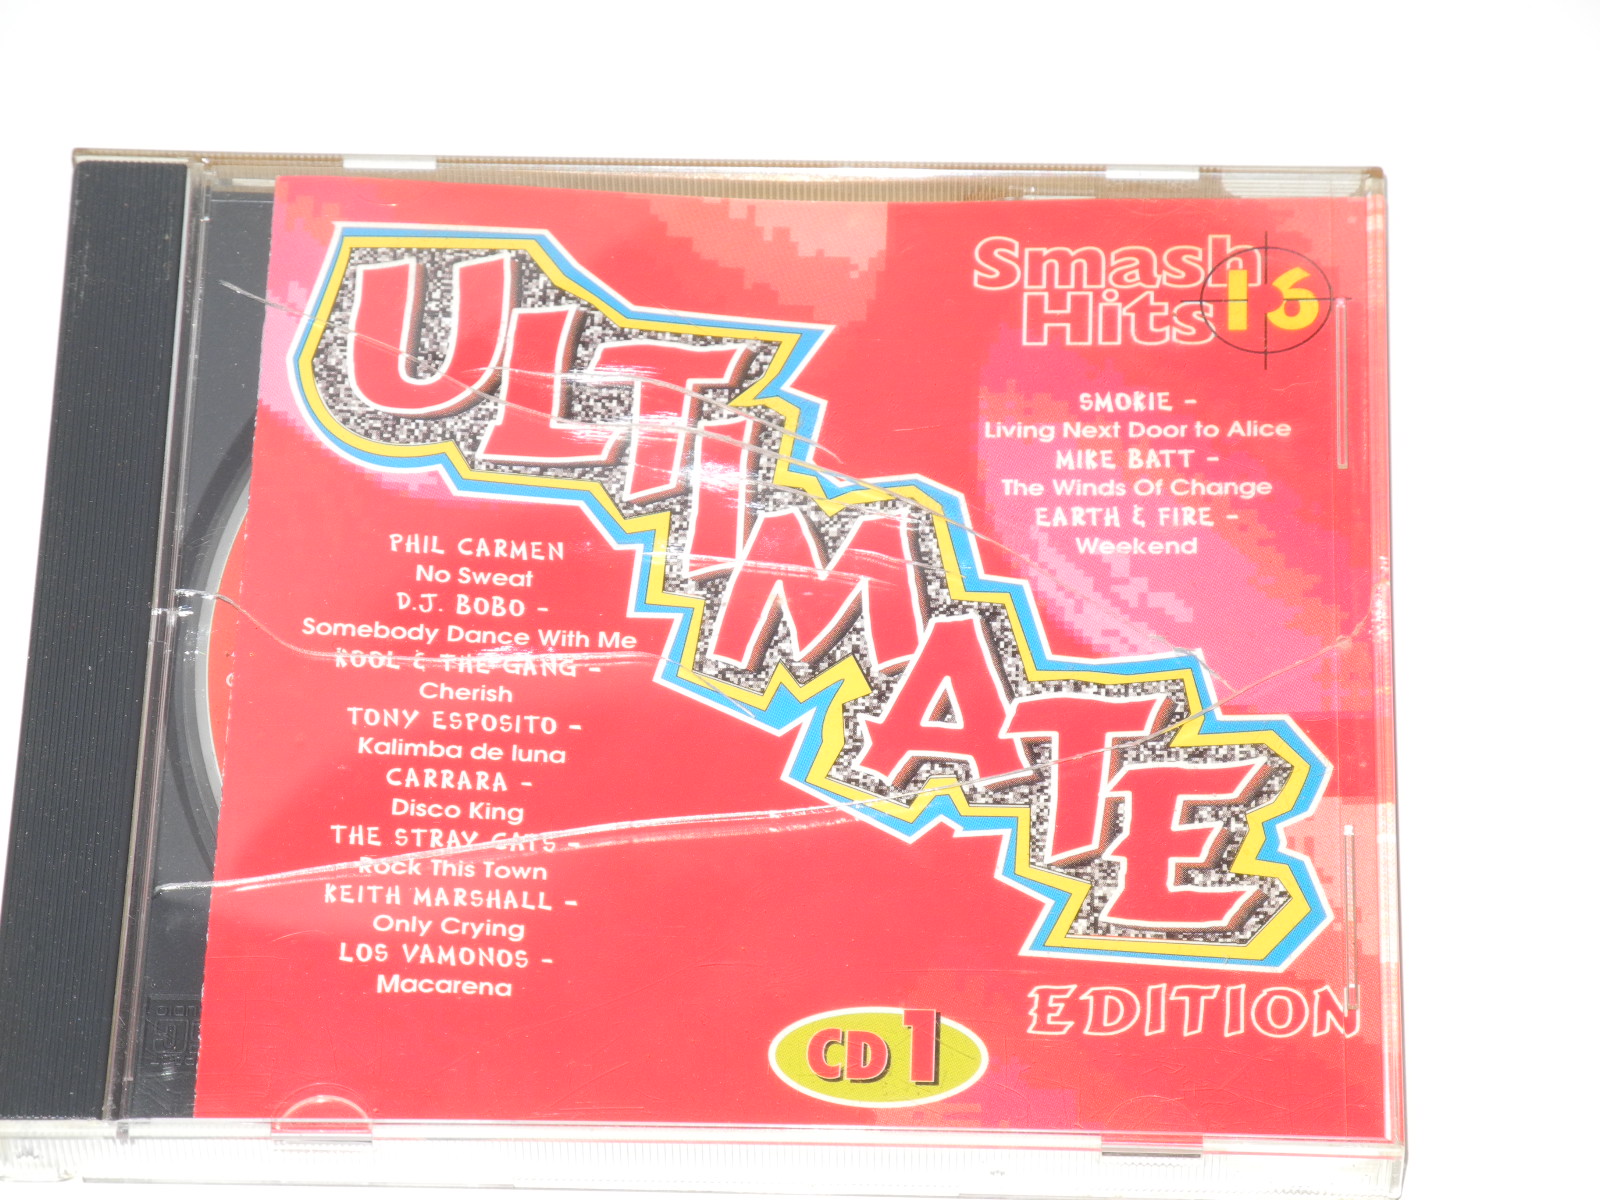 ULTIMATE
Smash
Hits 16
SMOKIE -
Living Next Door to Alice
MIKE BATT -
The Winds Of Change
EARTH & FIRE -
Weekend
PHIL CARMEN
No Sweat
D.J. BOBO -
Somebody Dance With Me
KOOL & THE GANG -
Cherish
TONY ESPOSITO -
Kalimba de luna
CARRARA -
Disco King
THE STRAY CATS -
Rock This Town
KEITH MARSHALL -
Only Crying
LOS VAMONOS -
Macarena
EDITION
CD 1